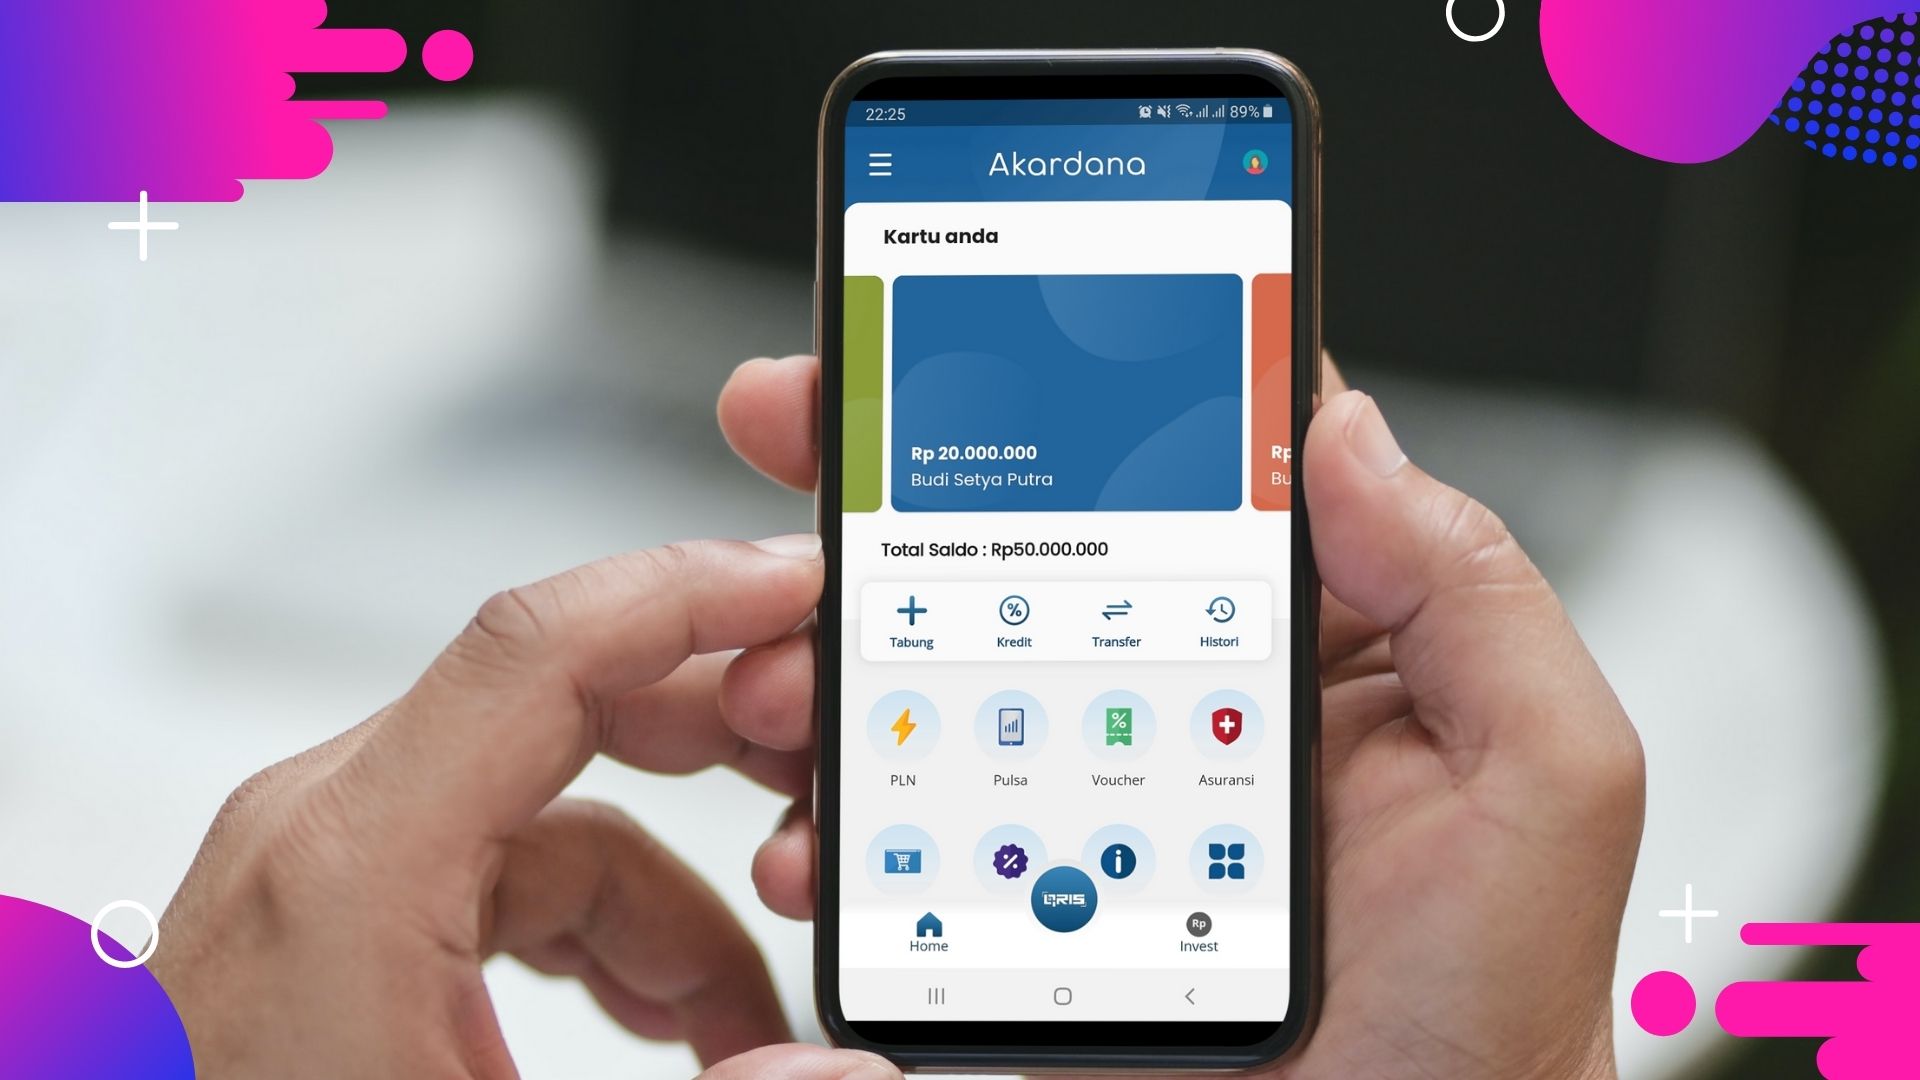 22:25 89%
Akardana
Kartu anda
Rp 20.000.000
Budi Setya Putra
Rp
Bu
Total Saldo : Rp50.000.000
% 
Tabung Kredit Transfer Histori
%
PLN Pulsa Voucher Asuransi
% i
QRIS
Rp
Home Invest